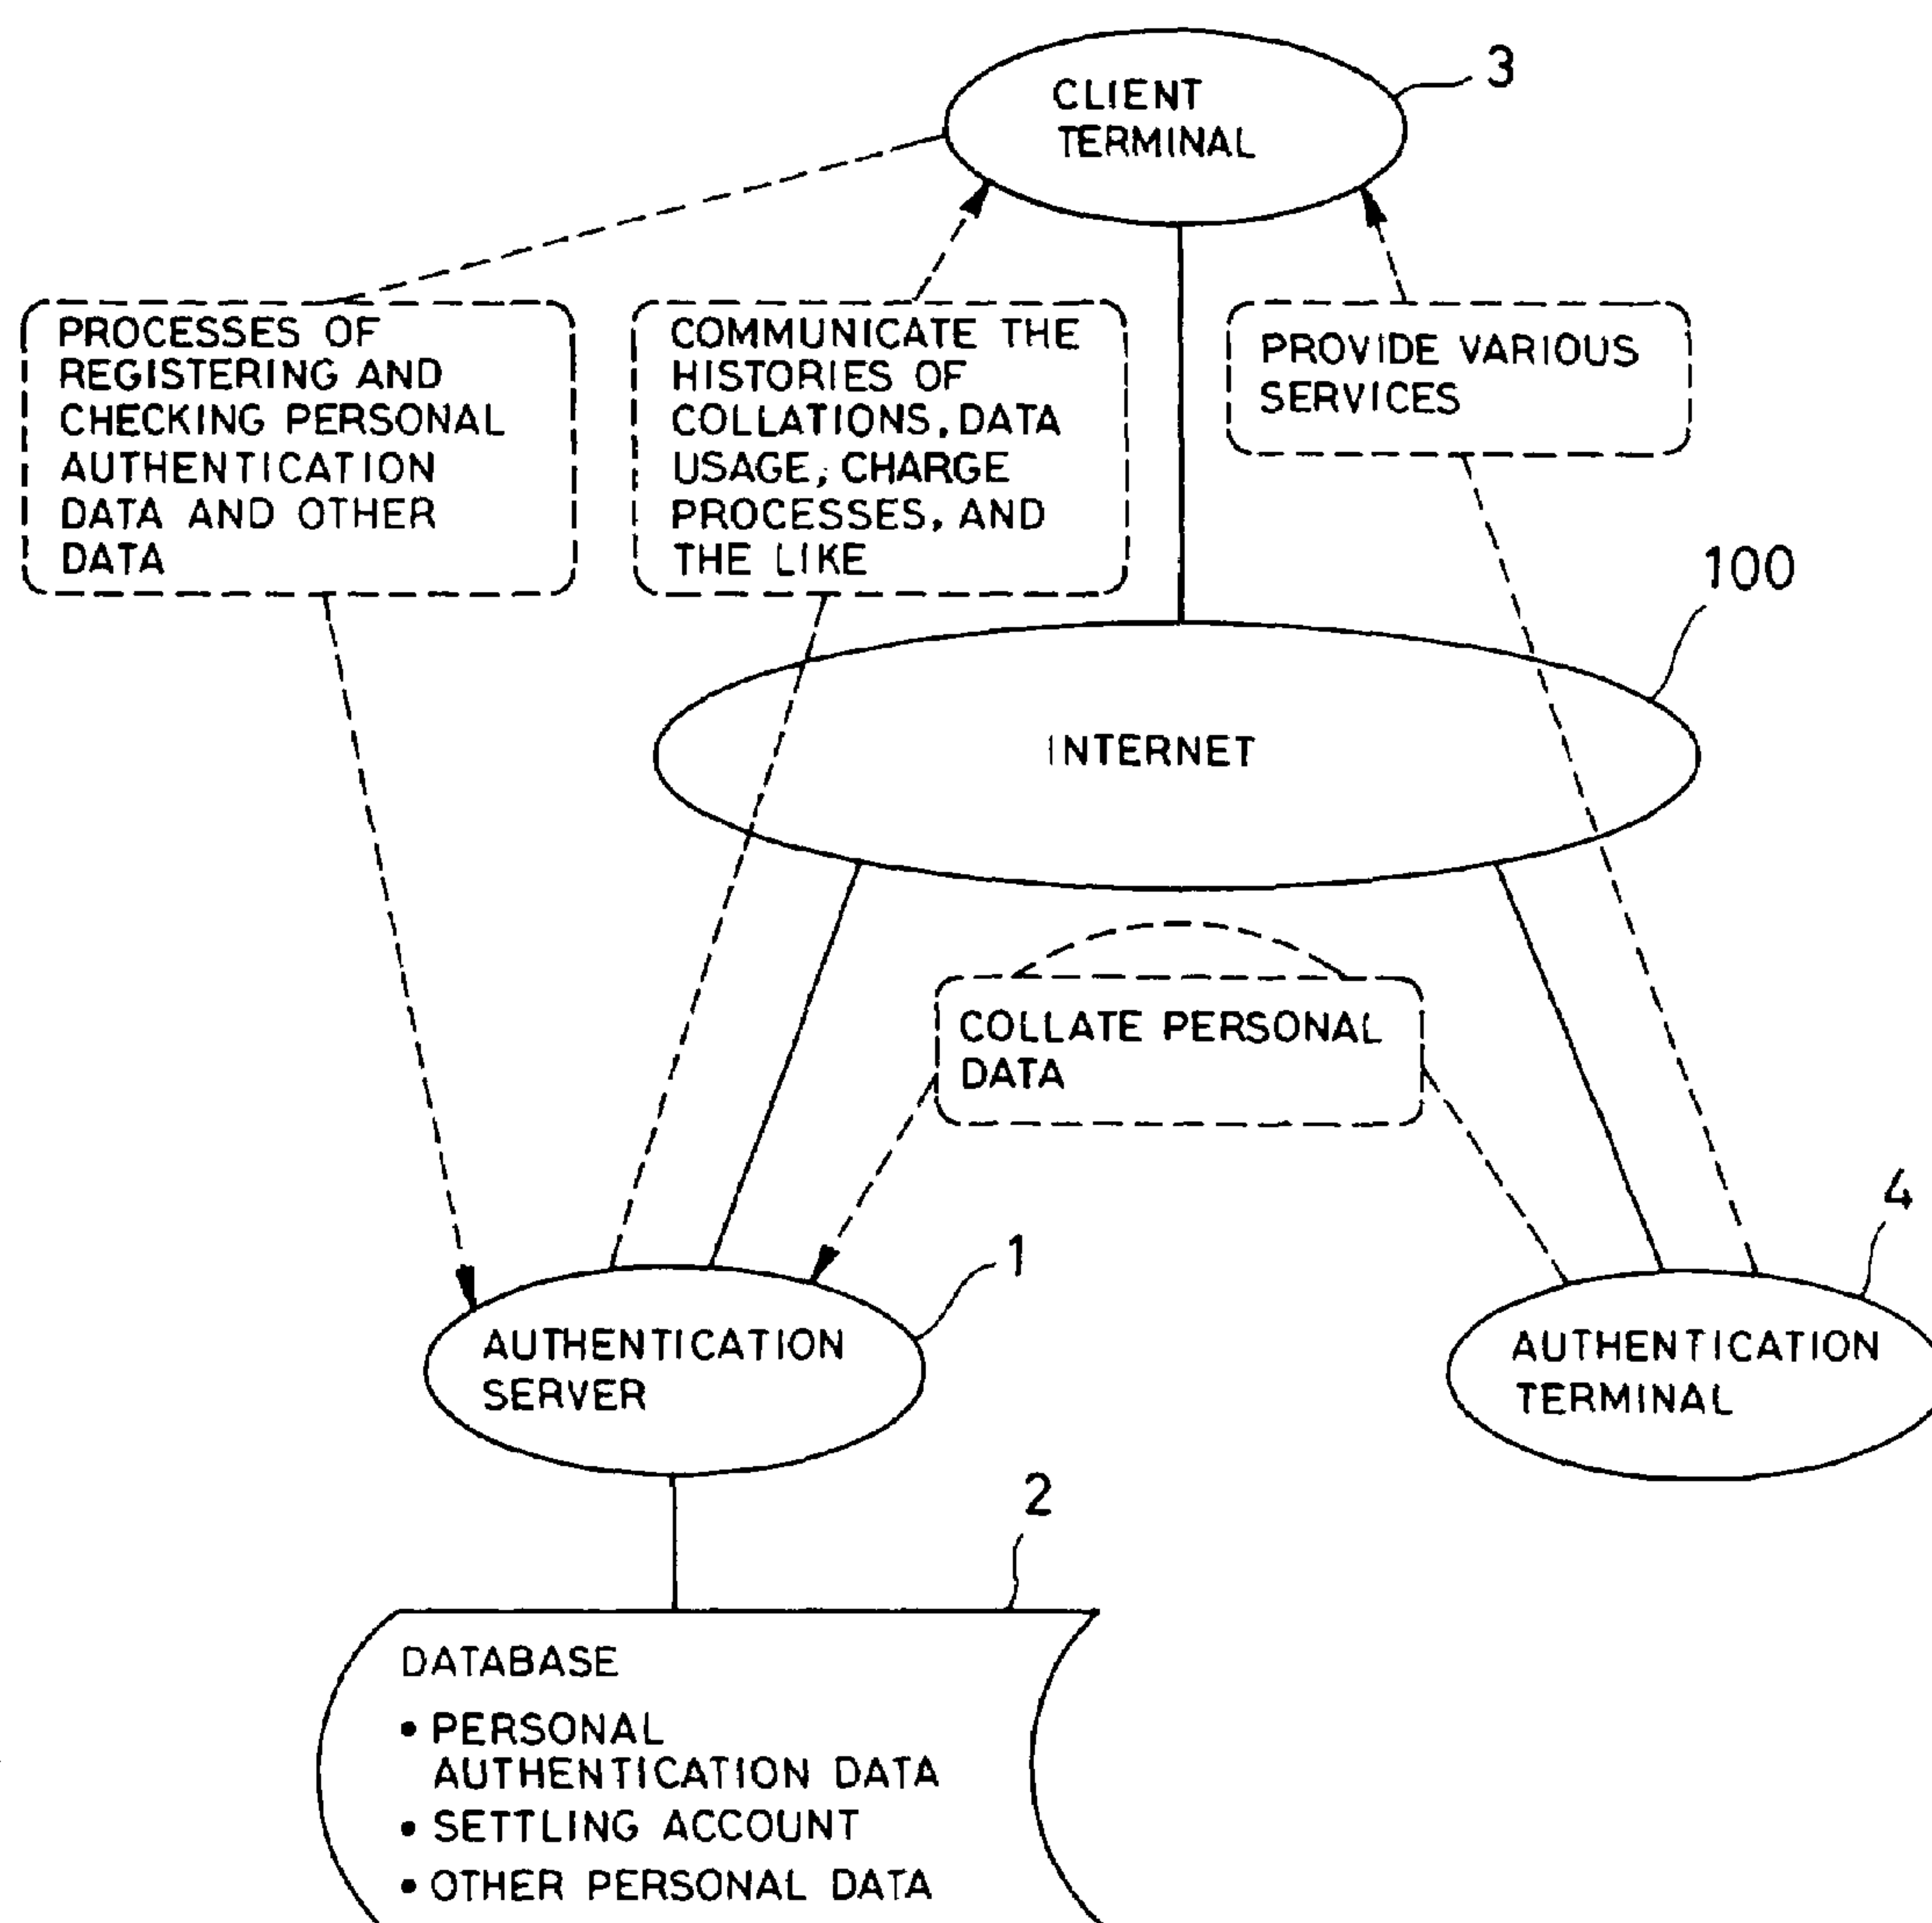 CLIENT
TERMINAL
3
PROCESSES OF
REGISTERING AND
CHECKING PERSONAL
AUTHENTICATION
DATA AND OTHER
DATA
COMMUNICATE THE
HISTORIES OF
COLLATIONS, DATA
USAGE, CHARGE
PROCESSES, AND
THE LIKE
PROVIDE VARIOUS
SERVICES
100
INTERNET
COLLATE PERSONAL
DATA
1
4
AUTHENTICATION
SERVER
AUTHENTICATION
TERMINAL
2
DATABASE
• PERSONAL
AUTHENTICATION DATA
• SETTLING ACCOUNT
• OTHER PERSONAL DATA